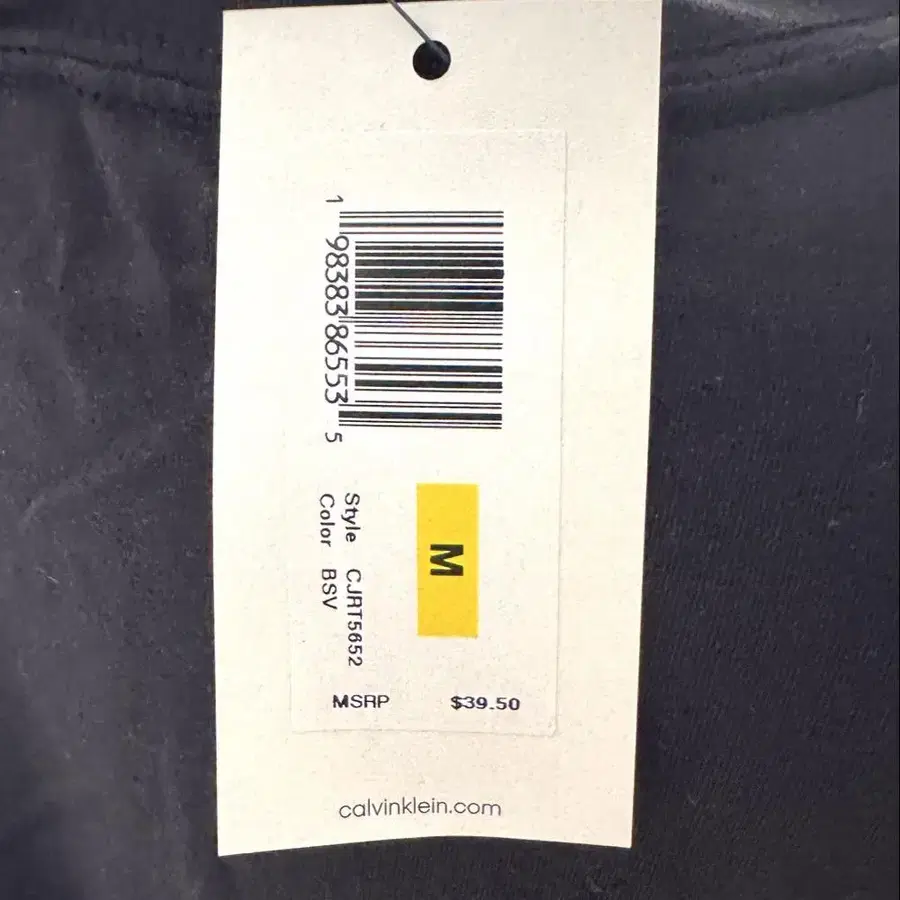 1 98383 86553 5
Style CJRT5652
Color BSV
M
MSRP $39.50
calvinklein.com